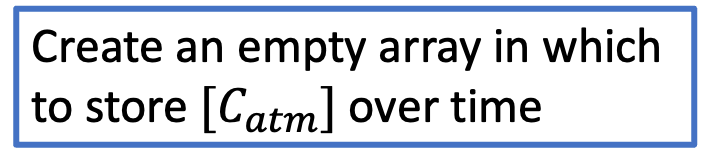 Create an empty array in which
to store [C_atm] over time